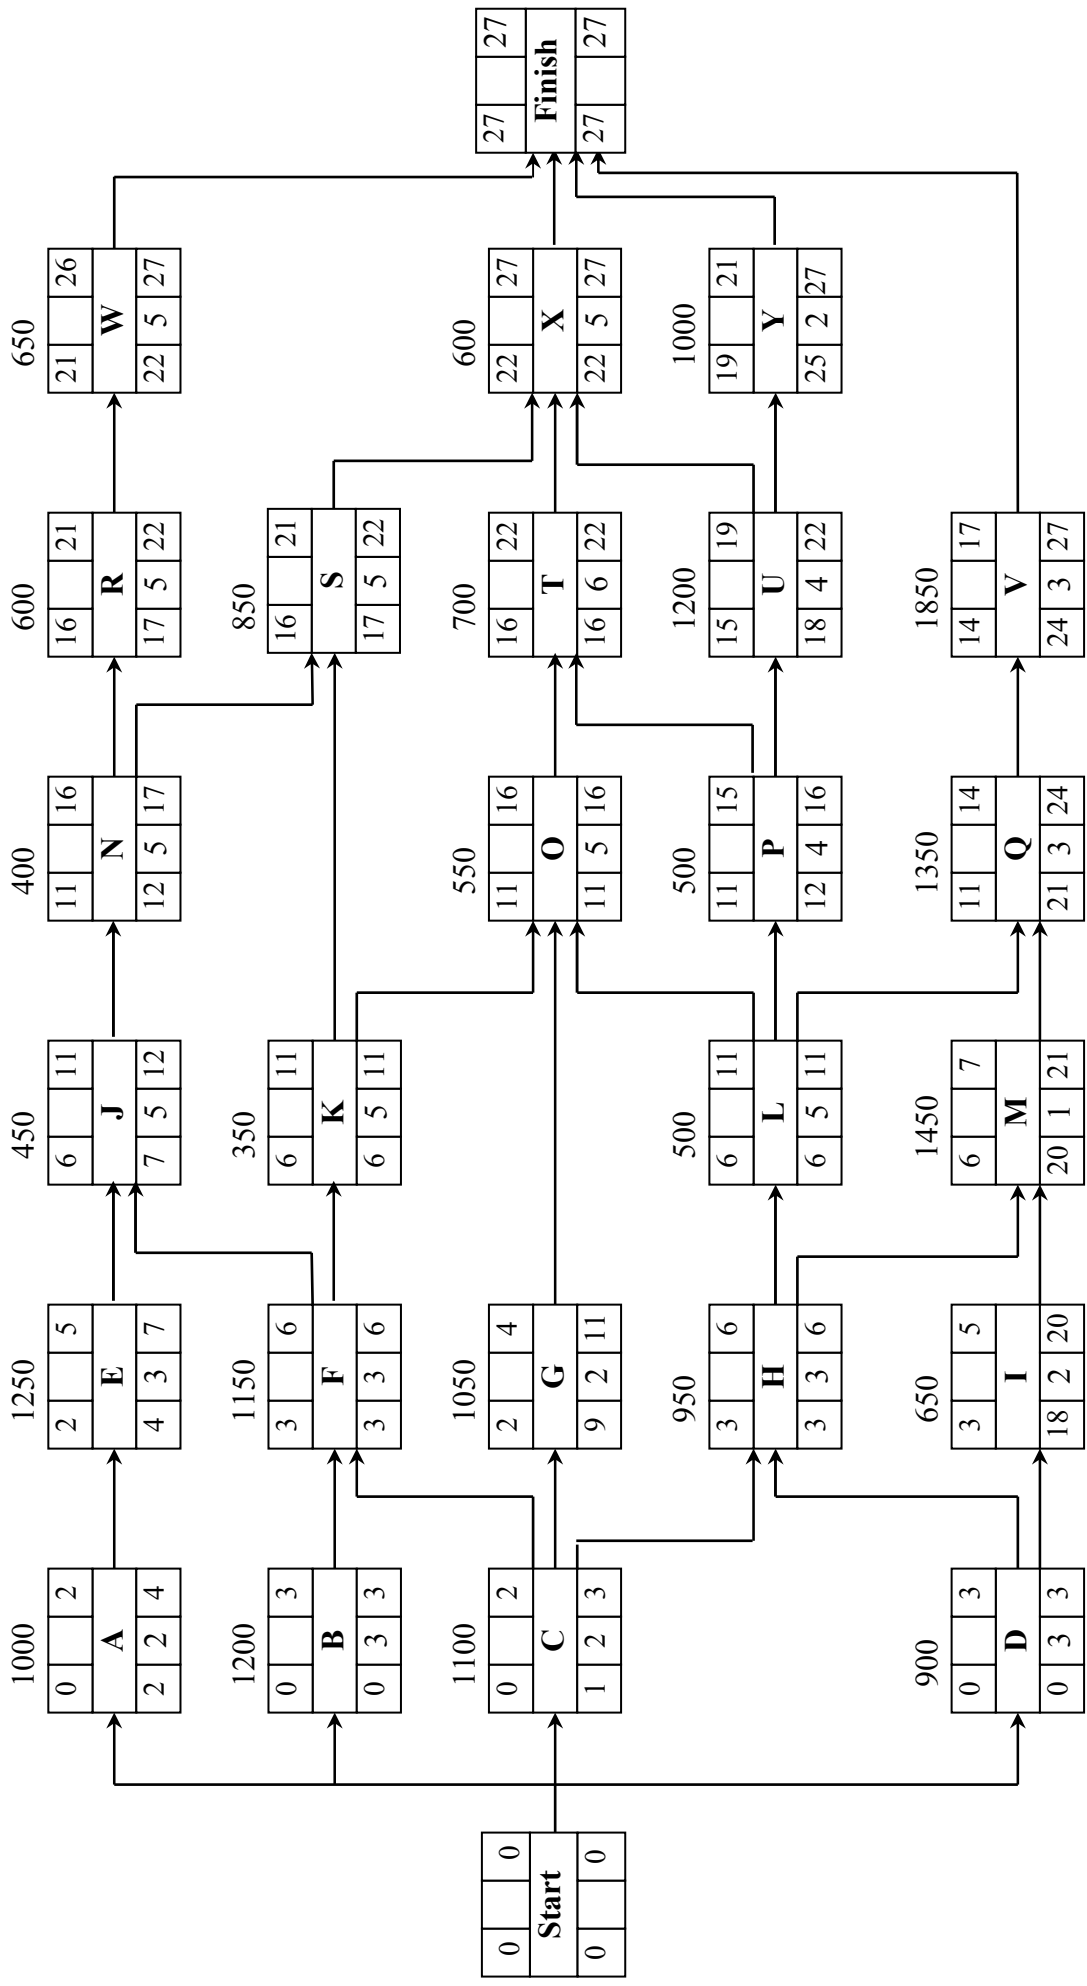 1000 1250 450 400 600 650
0 2 2 5 6 11 11 16 16 21 21 26
A E J N R W
2 2 4 4 3 7 7 5 12 12 5 17 17 5 22 22 5 27
1200 1150 350 850
0 3 3 6 6 11 16 21
B F K S
0 3 3 3 3 6 6 5 11 17 5 22
1100 1050 550 700 600
0 0 0 2 2 4 11 16 16 22 22 27 27 27
Start C G O T X Finish
0 0 1 2 3 9 2 11 11 5 16 16 6 22 22 5 27 27 27
950 500 500 1200 1000
3 6 6 11 11 15 15 19 19 21
H L P U Y
3 3 6 6 5 11 12 4 16 18 4 22 25 2 27
900 650 1450 1350 1850
0 3 3 5 6 7 11 14 14 17
D I M Q V
0 3 3 18 2 20 20 1 21 21 3 24 24 3 27